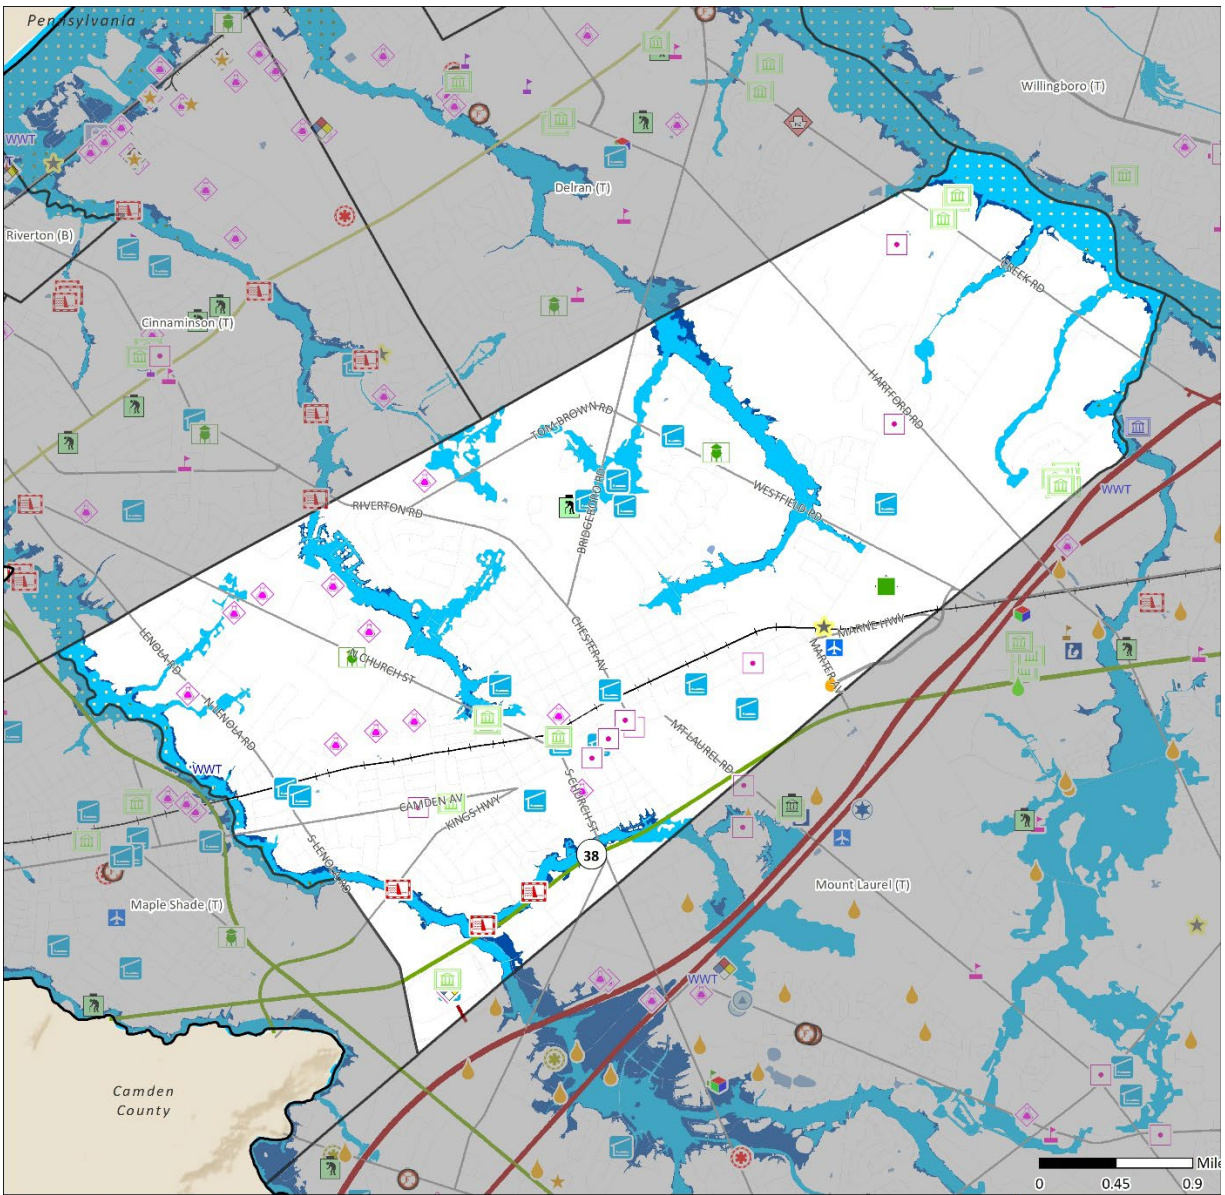 Pennsylvania
Willingboro (T)
WWT
T
Delran (T)
Riverton (B)
CREEK RD
Cinnaminson (T)
HARTFORD RD
TOM BROWN RD
WESTFIELD RD
WWT
RIVERTON RD
BRIDGEBORO RD
LENOLA RD
N CHURCH ST
CHESTER AV
MARNE HWY
MARTER AV
N LENOLA RD
MT LAUREL RD
WWT
CAMDEN AV
KINGS HWY
S CHURCH ST
S LENOLA RD
38
Maple Shade (T)
Mount Laurel (T)
WWT
Camden
County
Mile
0 0.45 0.9